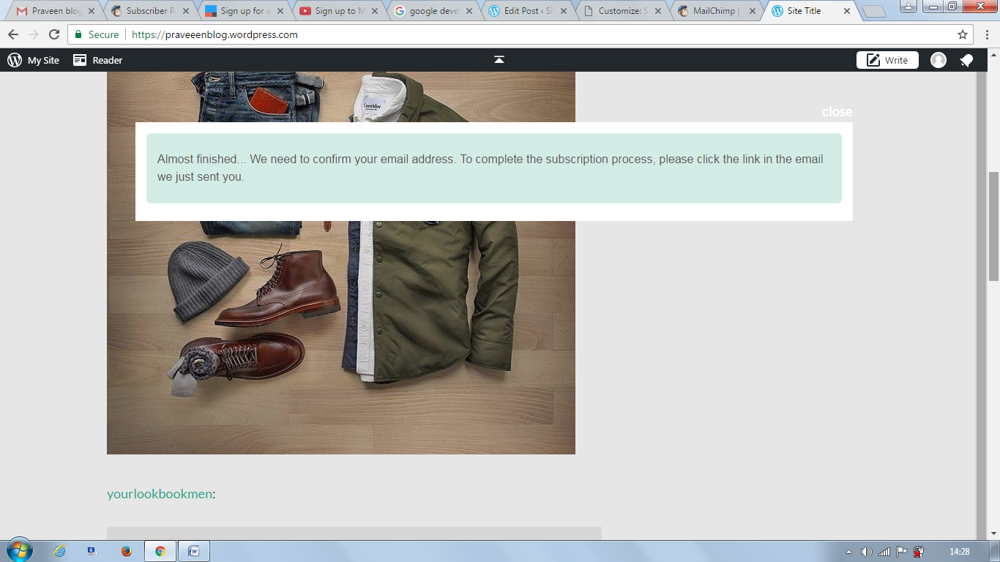 Praveen blog
Subscriber P
Sign up for a
Sign up to M
google devel
Edit Post ‹ Sr
Customize: S
MailChimp |
Site Title
Secure
https://praveeenblog.wordpress.com
My Site
Reader
Write
Corridor
close
Almost finished... We need to confirm your email address. To complete the subscription process, please click the link in the email
we just sent you.
yourlookbookmen:
14:28